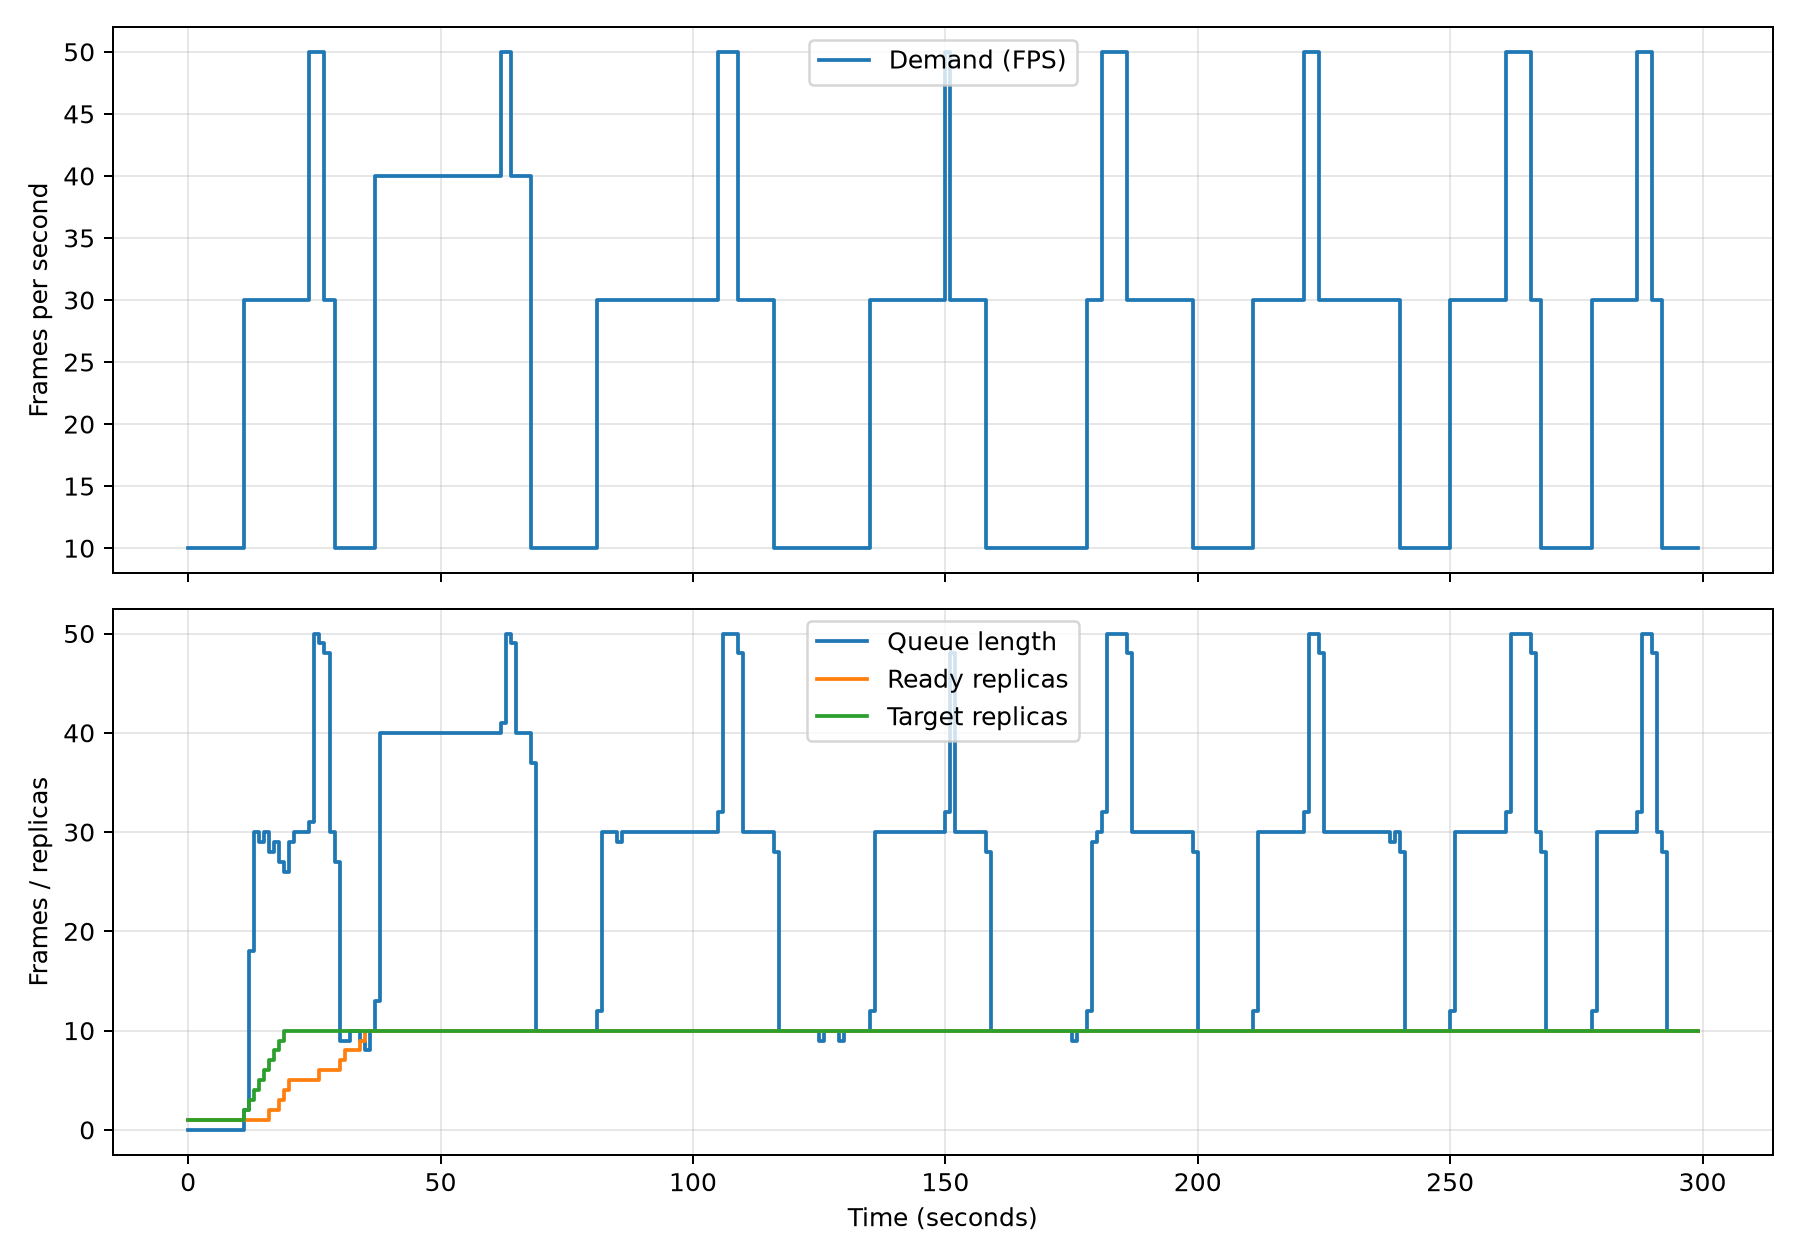 50
45
40
35
30
25
20
15
10
Frames per second
Demand (FPS)
50
40
30
20
10
0
Frames / replicas
Queue length
Ready replicas
Target replicas
0 50 100 150 200 250 300
Time (seconds)